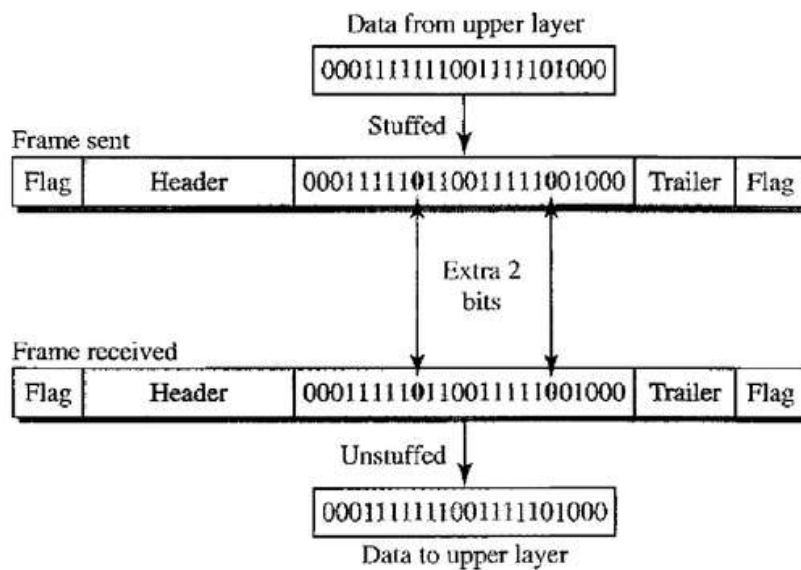 Data from upper layer
0001111111001111101000
Stuffed
Frame sent
Flag Header 000111110110011111001000 Trailer Flag
Extra 2
bits
Frame received
Flag Header 000111110110011111001000 Trailer Flag
Unstuffed
0001111111001111101000
Data to upper layer